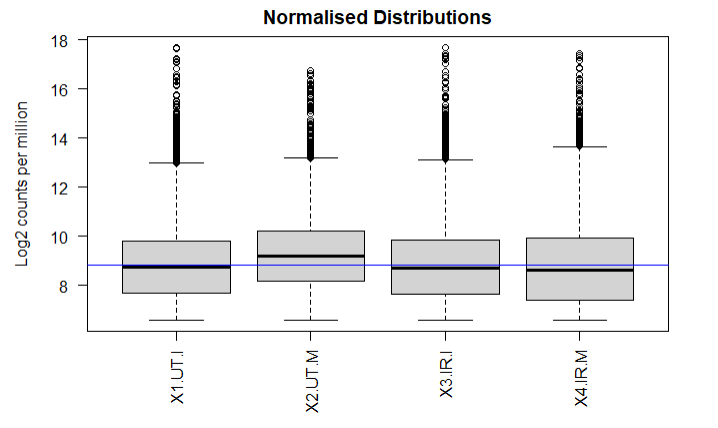 Normalised Distributions
Log2 counts per million
18
16
14
12
10
8
X1.UT.I
X2.UT.M
X3.IR.I
X4.IR.M